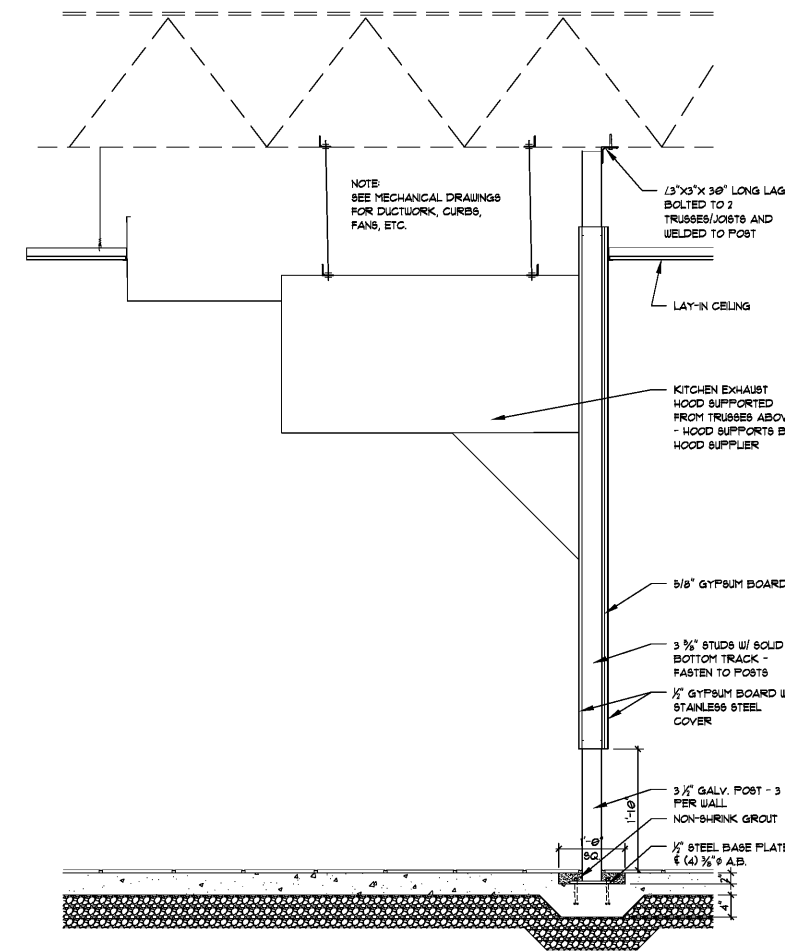 NOTE:
SEE MECHANICAL DRAWINGS
FOR DUCTWORK, CURBS,
FANS, ETC.
L3"X3"X 30" LONG LAG
BOLTED TO 2
TRUSSES/JOISTS AND
WELDED TO POST
LAY-IN CEILING
KITCHEN EXHAUST
HOOD SUPPORTED
FROM TRUSSES ABOV
- HOOD SUPPORTS B
HOOD SUPPLIER
5/8" GYPSUM BOARD
3 5/8" STUDS W/ SOLID
BOTTOM TRACK -
FASTEN TO POSTS
1/2" GYPSUM BOARD W
STAINLESS STEEL
COVER
3 1/2" GALV. POST - 3
PER WALL
1'-10"
NON-SHRINK GROUT
1'-0"
SQ.
1/2" STEEL BASE PLATE
& (4) 3/8"Ø A.B.
2"
4"